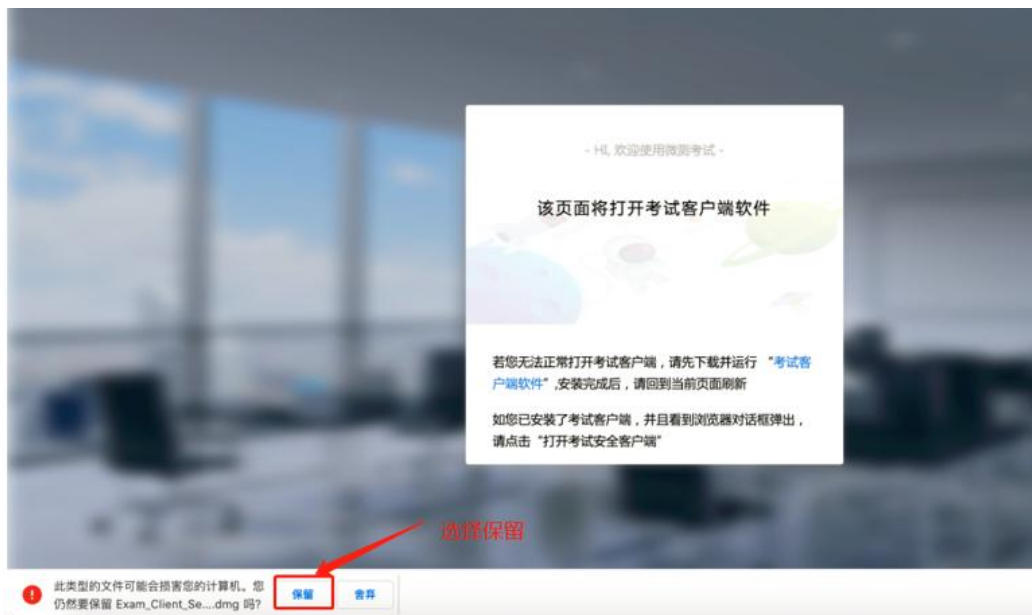 - HI, 欢迎使用微测考试 -
该页面将打开考试客户端软件
若您无法正常打开考试客户端，请先下载并运行 “考试客
户端软件”,安装完成后，请回到当前页面刷新
如您已安装了考试客户端，并且看到浏览器对话框弹出，
请点击 “打开考试安全客户端”
选择保留
此类型的文件可能会损害您的计算机。您
仍然要保留 Exam_Client_Se....dmg 吗?
保留
舍弃